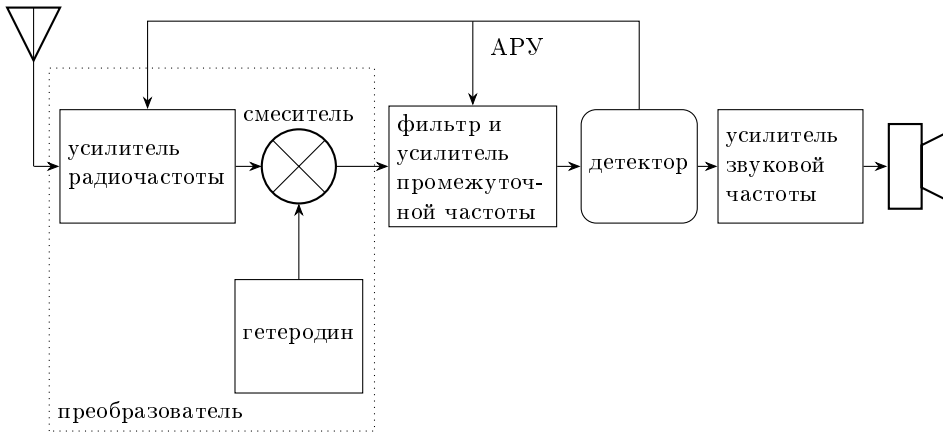 АРУ
смеситель
усилитель
радиочастоты
фильтр и
усилитель
промежуточ-
ной частоты
детектор
усилитель
звуковой
частоты
гетеродин
преобразователь